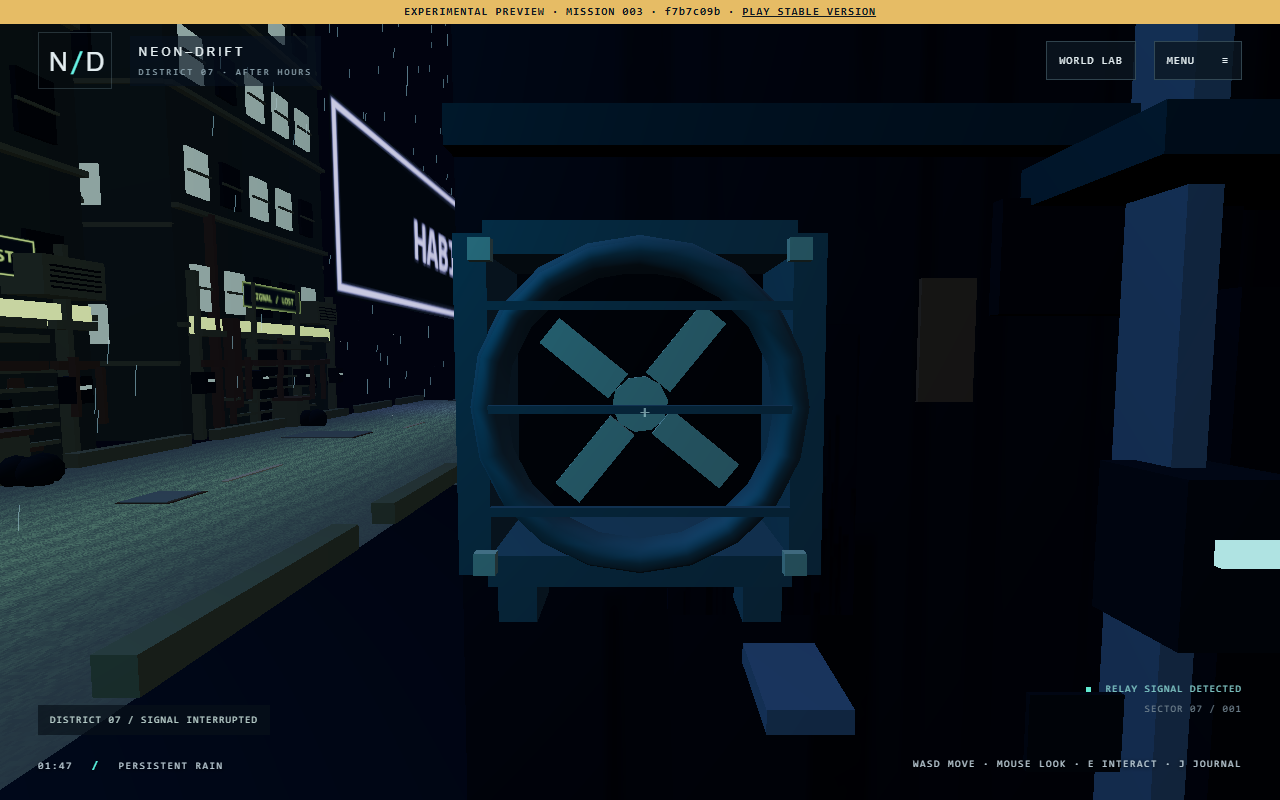 EXPERIMENTAL PREVIEW · MISSION 003 · f7b7c09b · PLAY STABLE VERSION
N/D
NEON—DRIFT
DISTRICT 07 · AFTER HOURS
WORLD LAB
MENU ≡
ST
HABI
SIGNAL / LOST
RELAY SIGNAL DETECTED
SECTOR 07 / 001
DISTRICT 07 / SIGNAL INTERRUPTED
01:47 / PERSISTENT RAIN
WASD MOVE · MOUSE LOOK · E INTERACT · J JOURNAL